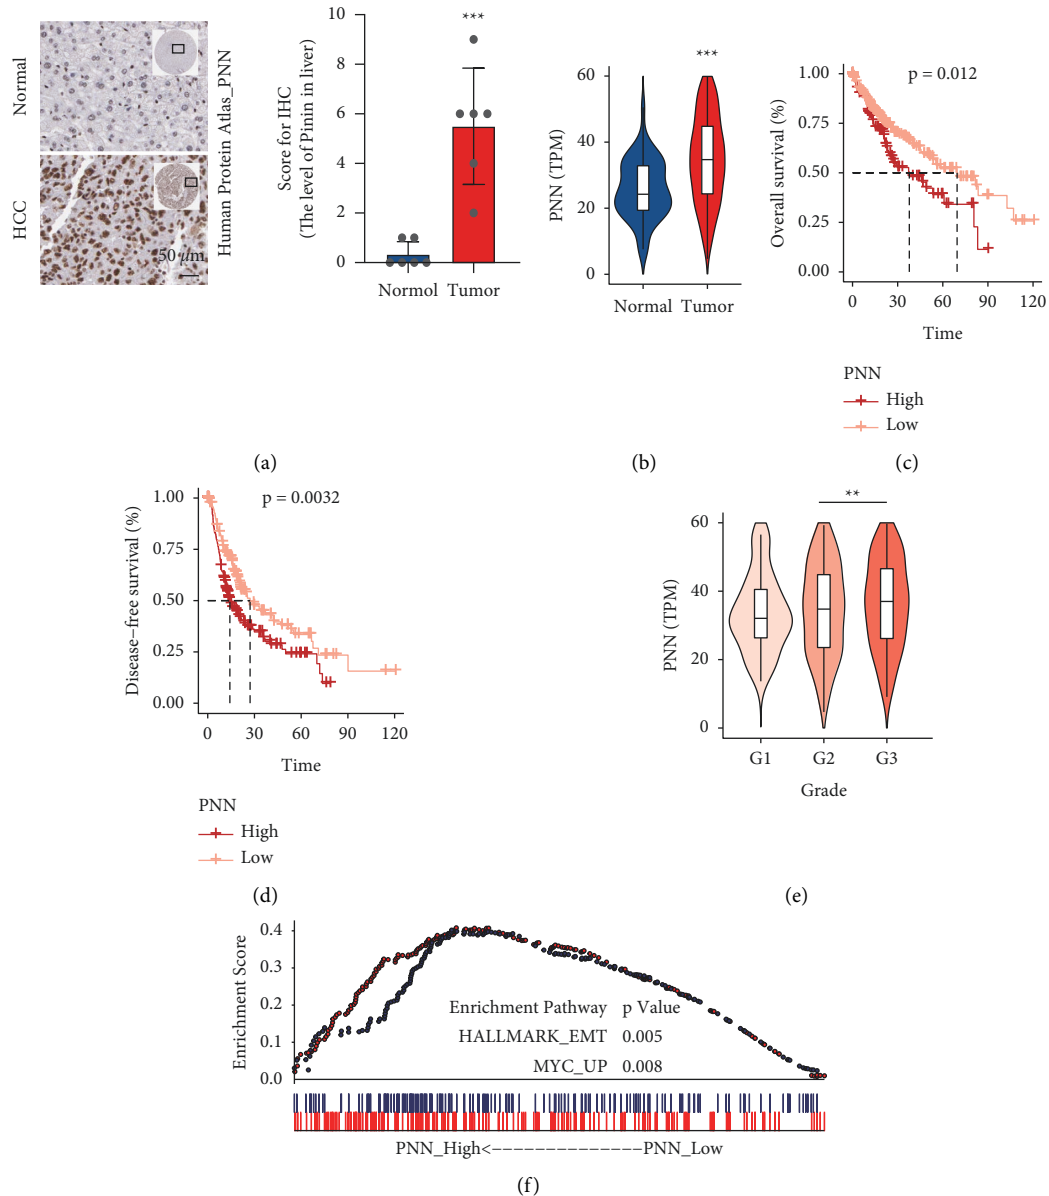 Normal
HCC
50 μm
Human Protein Atlas_PNN
Score for IHC
(The level of Pinin in liver)
10
8
6
4
2
0
***
Normol Tumor
(a)
PNN (TPM)
60
40
20
0
***
Normal Tumor
(b)
Overall survival (%)
1.00
0.75
0.50
0.25
0.00
p = 0.012
0 30 60 90 120
Time
PNN
High
Low
(c)
Disease-free survival (%)
1.00
0.75
0.50
0.25
0.00
p = 0.0032
0 30 60 90 120
Time
PNN
High
Low
(d)
PNN (TPM)
60
40
20
0
**
G1 G2 G3
Grade
(e)
Enrichment Score
0.4
0.3
0.2
0.1
0.0
Enrichment Pathway p Value
HALLMARK_EMT 0.005
MYC_UP 0.008
PNN_High<--------------PNN_Low
(f)